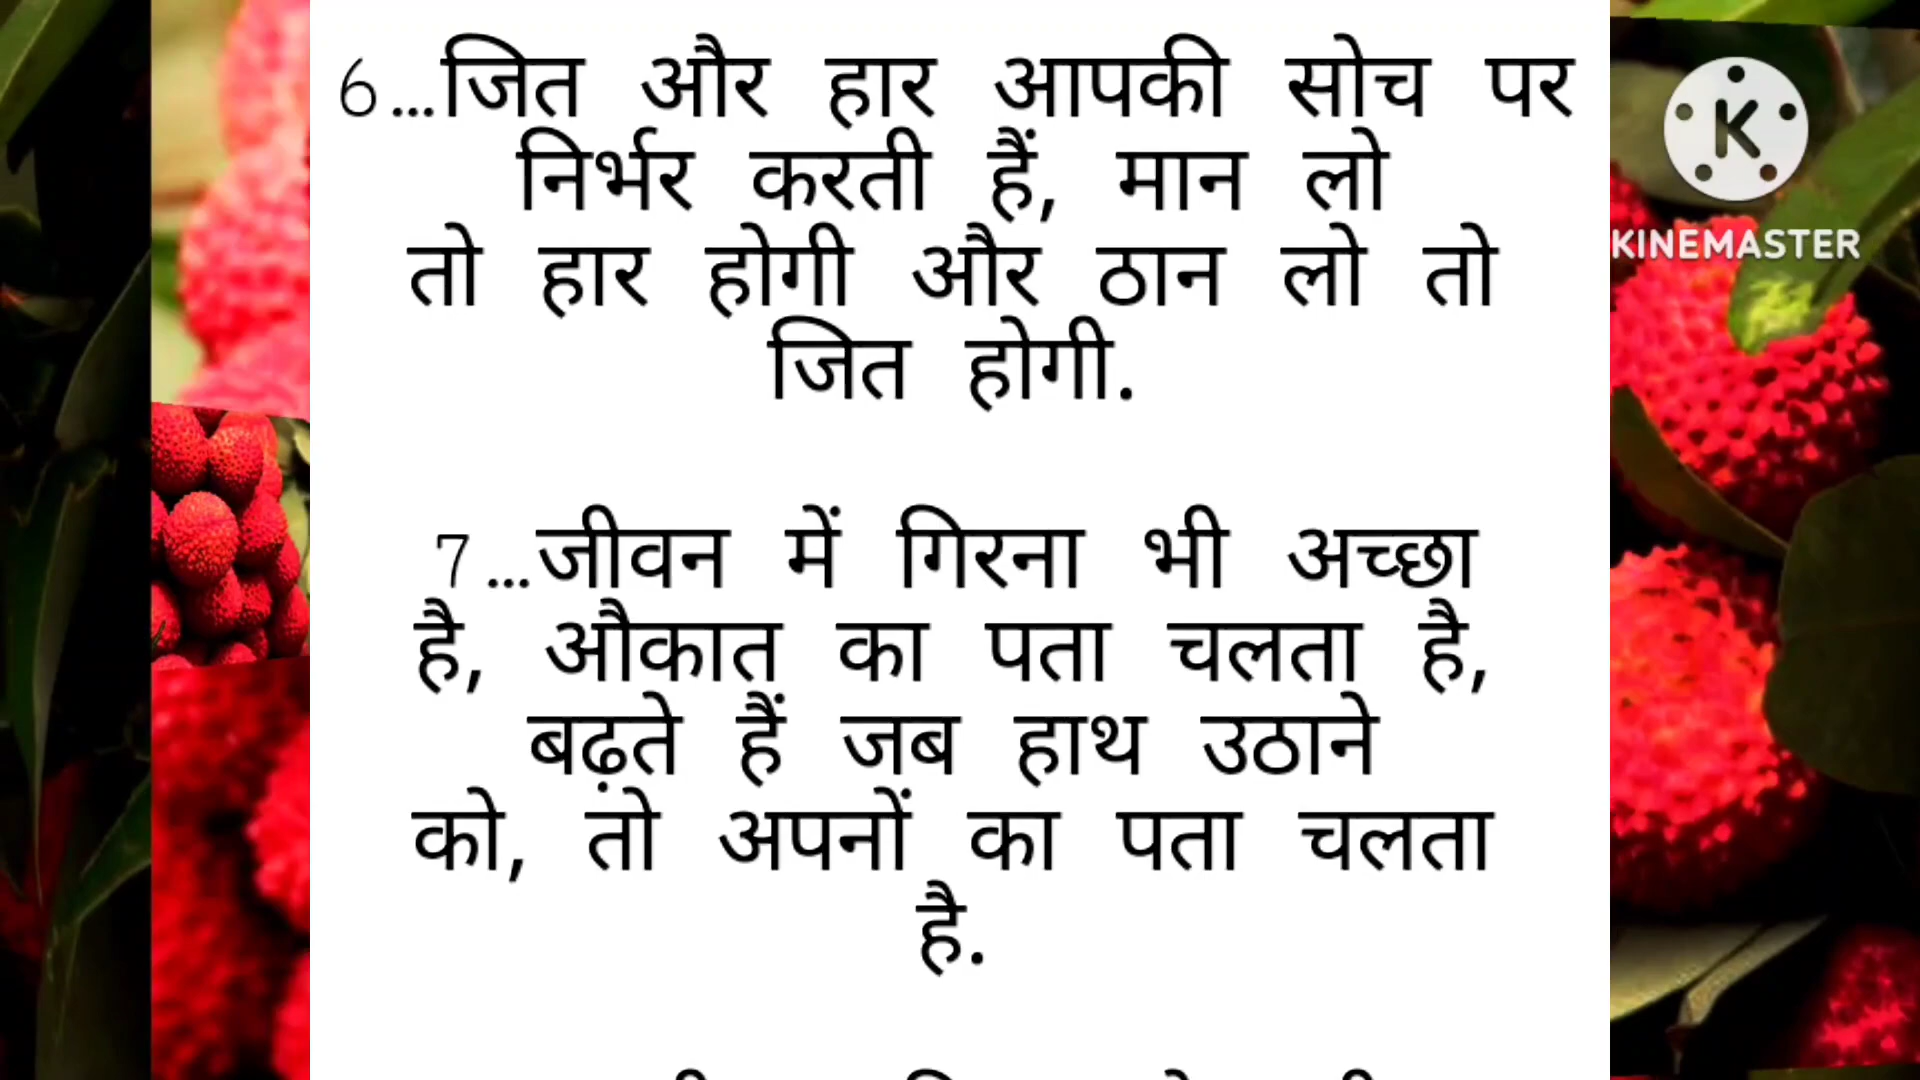 6...जित और हार आपकी सोच पर
निर्भर करती हैं, मान लो
तो हार होगी और ठान लो तो
जित होगी.
7...जीवन में गिरना भी अच्छा
है, औकात का पता चलता है,
बढ़ते हैं जब हाथ उठाने
को, तो अपनों का पता चलता
है.
K
KINEMASTER